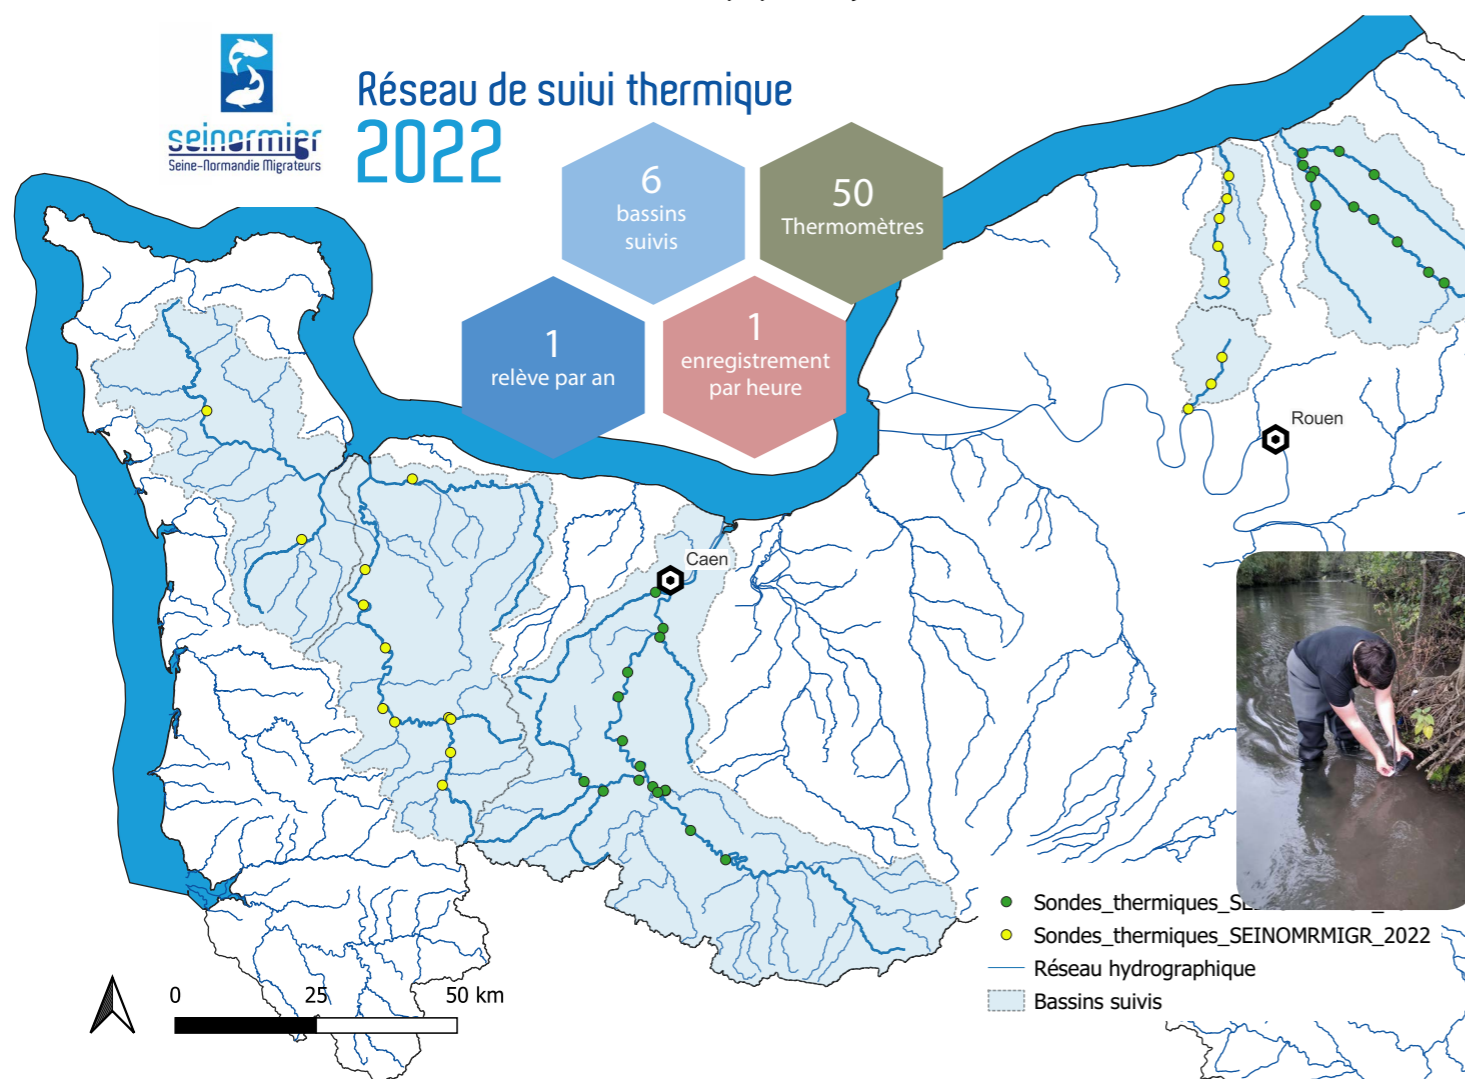 seinormigr
Seine-Normandie Migrateurs
Réseau de suivi thermique
2022
6
bassins
suivis
50
Thermomètres
1
relève par an
1
enregistrement
par heure
Rouen
Caen
Sondes_thermiques_
Sondes_thermiques_SEINOMRMIGR_2022
Réseau hydrographique
Bassins suivis
0 25 50 km